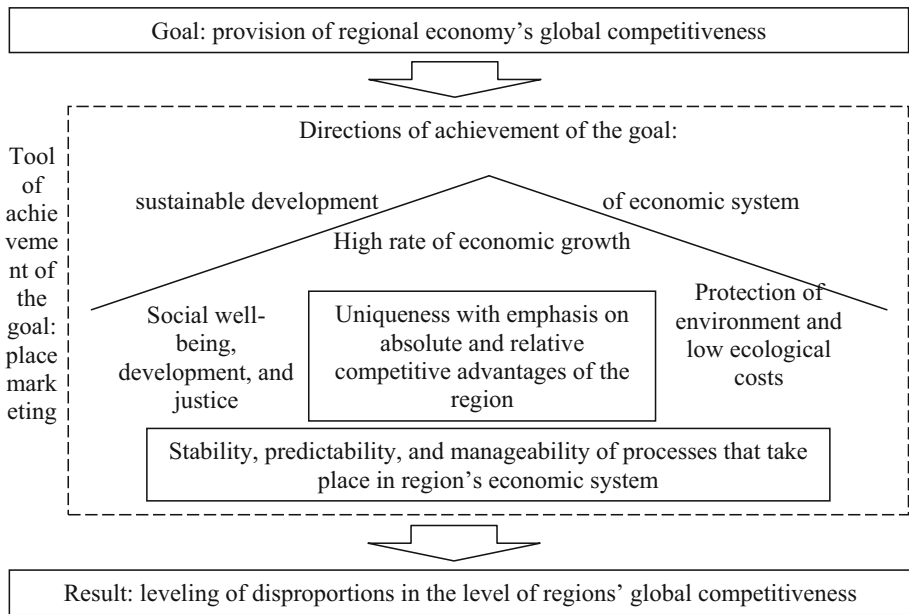 Goal: provision of regional economy's global competitiveness
Directions of achievement of the goal:
Tool
of
achie
veme
nt of
the
goal:
place
mark
eting
sustainable development
of economic system
High rate of economic growth
Social well-
being,
development, and
justice
Uniqueness with emphasis on
absolute and relative
competitive advantages of the
region
Protection of
environment and
low ecological
costs
Stability, predictability, and manageability of processes that take
place in region's economic system
Result: leveling of disproportions in the level of regions' global competitiveness